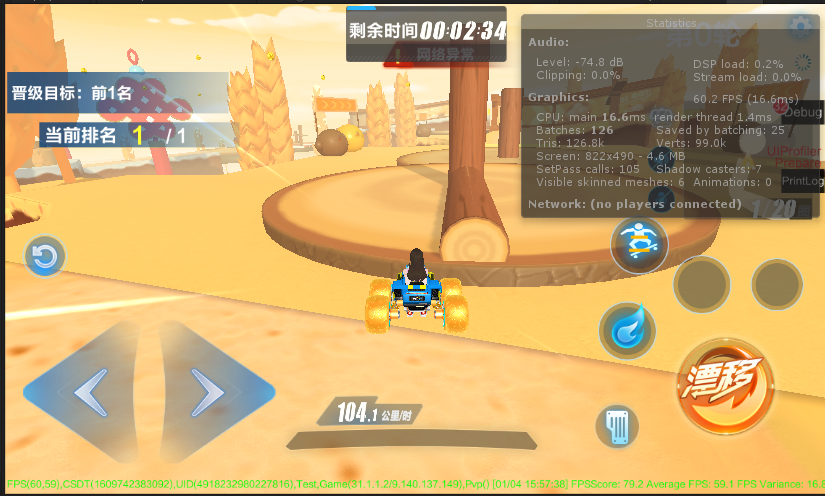 剩余时间00:02:34
网络异常
第0轮
晋级目标：前1名
当前排名 1 / 1
Statistics
Audio:
Level: -74.8 dB
DSP load: 0.2%
Clipping: 0.0%
Stream load: 0.0%
Graphics:
60.2 FPS (16.6ms)
CPU: main 16.6ms render thread 1.4ms
Batches: 126
Saved by batching: 25
Tris: 126.8k
Verts: 99.0k
Screen: 822x490 - 4.6 MB
SetPass calls: 105
Shadow casters: 7
Visible skinned meshes: 6
Animations: 0
Network: (no players connected)
Debug
UIProfiler
Prepare
PrintLog
1/20
漂移
104.1 公里/时
FPS(60,59),CSDT(1609742383092),UID(4918232980227816),Test,Game(31.1.1.2/9.140.137.149),Pvp() [01/04 15:57:38] FPSScore: 79.2 Average FPS: 59.1 FPS Variance: 16.8